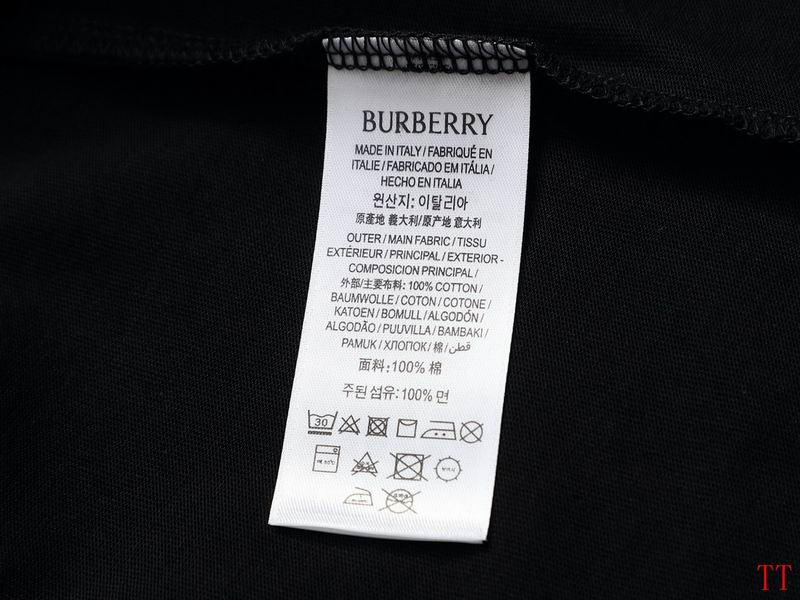 BURBERRY
MADE IN ITALY / FABRIQUÉ EN
ITALIE / FABRICADO EM ITÁLIA /
HECHO EN ITALIA
원산지: 이탈리아
原產地 義大利/原产地 意大利
OUTER / MAIN FABRIC / TISSU
EXTÉRIEUR / PRINCIPAL / EXTERIOR -
COMPOSICION PRINCIPAL /
外部/主要布料: 100% COTTON /
BAUMWOLLE / COTON / COTONE /
KATOEN / BOMULL / ALGODÓN /
ALGODÃO / PUUVILLA / BAMBAKI /
PAMUK / ХЛОПОК / 棉 / قطن
面料:100% 棉
주된 섬유:100% 면
30
TT